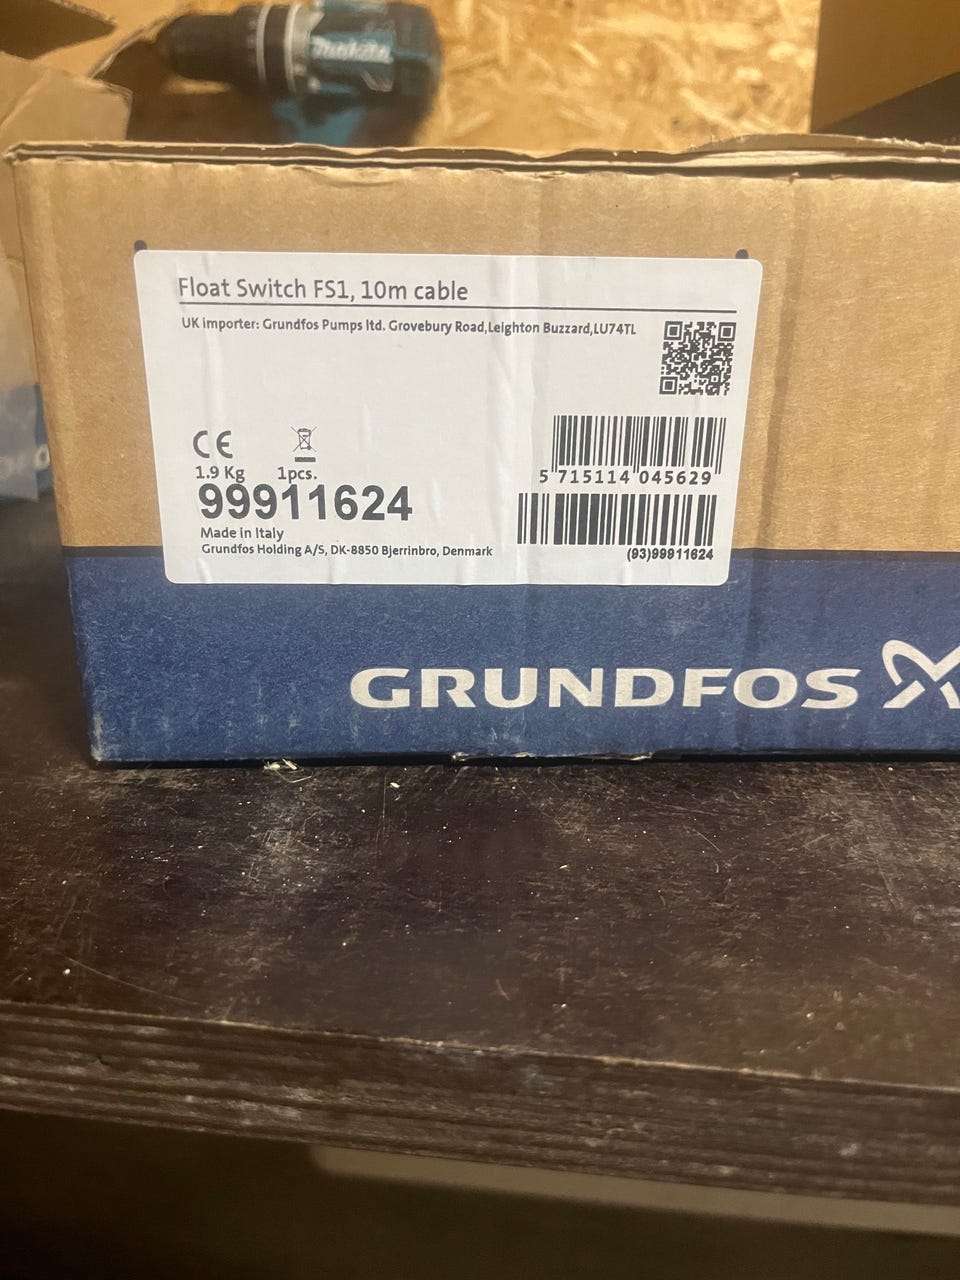 makita
Float Switch FS1, 10m cable
UK importer: Grundfos Pumps ltd. Grovebury Road,Leighton Buzzard,LU74TL
CE
1.9 Kg 1pcs.
99911624
Made in Italy
Grundfos Holding A/S, DK-8850 Bjerrinbro, Denmark
5 715114 045629
(93)99911624
GRUNDFOS